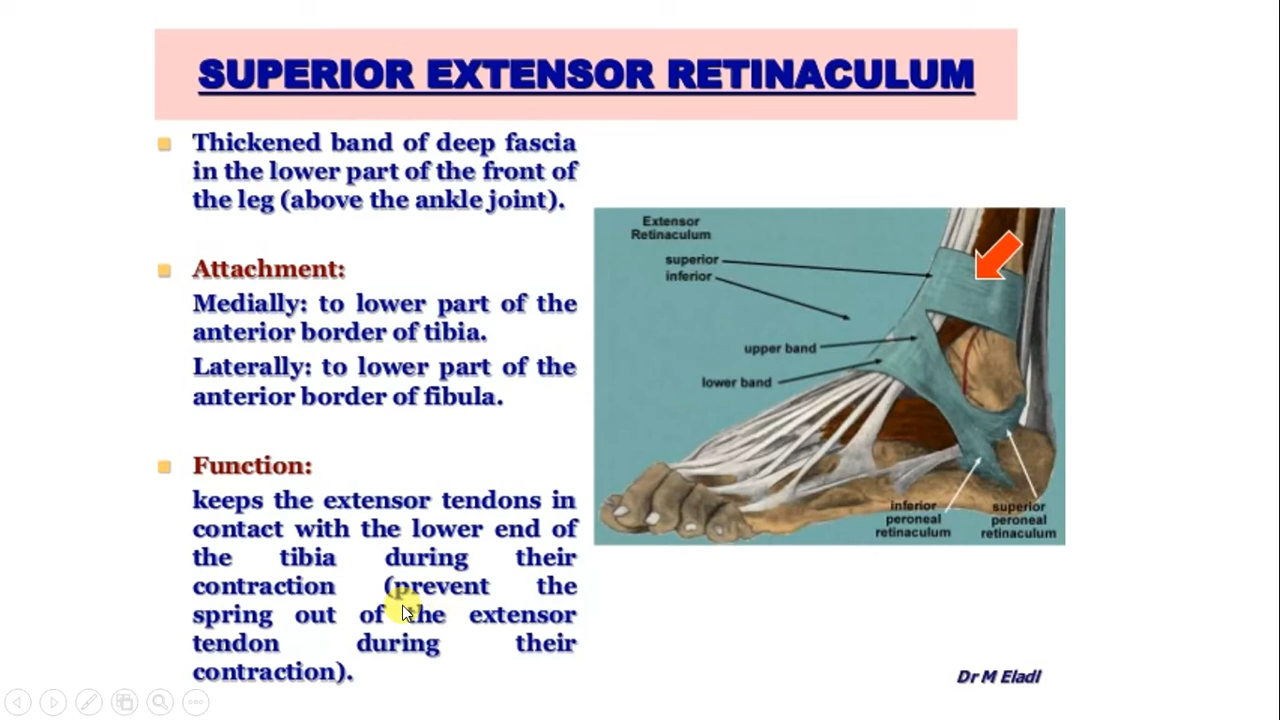 SUPERIOR EXTENSOR RETINACULUM
Thickened band of deep fascia
in the lower part of the front of
the leg (above the ankle joint).
Attachment:
Medially: to lower part of the
anterior border of tibia.
Laterally: to lower part of the
anterior border of fibula.
Function:
keeps the extensor tendons in
contact with the lower end of
the tibia during their
contraction (prevent the
spring out of the extensor
tendon during their
contraction).
Extensor
Retinaculum
superior
inferior
upper band
lower band
inferior
peroneal
retinaculum
superior
peroneal
retinaculum
Dr M Eladl